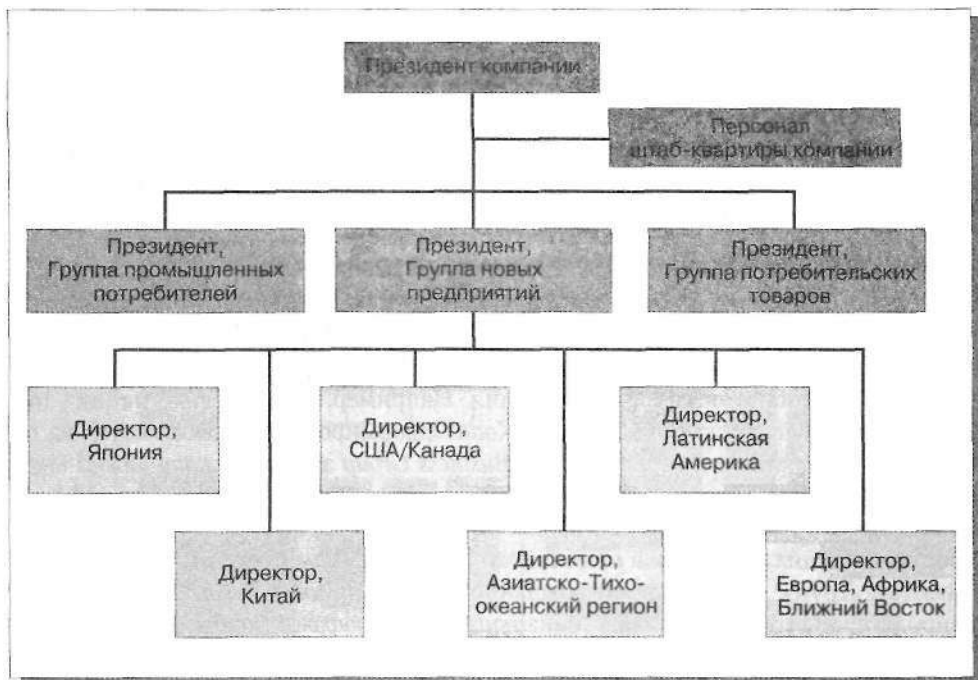 Президент компании
Персонал
штаб-квартиры компании
Президент,
Группа промышленных
потребителей
Президент,
Группа новых
предприятий
Президент,
Группа потребительских
товаров
Директор,
Япония
Директор,
США/Канада
Директор,
Латинская
Америка
Директор,
Китай
Директор,
Азиатско-Тихо-
океанский регион
Директор,
Европа, Африка,
Ближний Восток